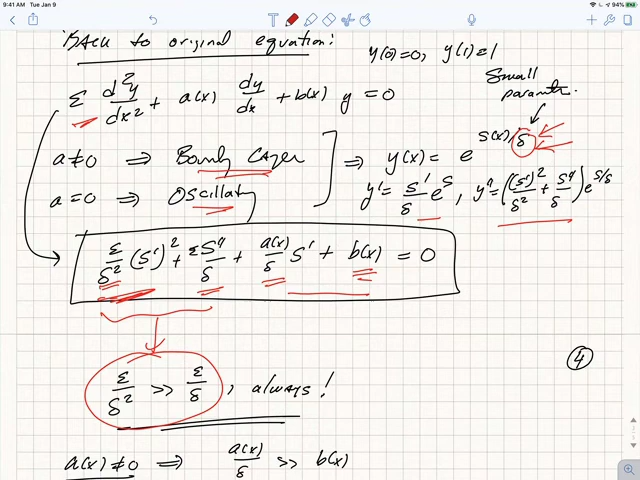 9:41 AM Tue Jan 9
94%
Back to original equation:
y(0)=0, y(1)=1
Small
parameter.
ε d²y/dx² + a(x) dy/dx + b(x) y = 0
a≠0 ⟹ Boundry Layer ⟹ y(x) = e^{S(x)/δ}
a=0 ⟹ Oscillatory
y' = S'/δ e^S, y'' = ((S')²/δ² + S''/δ) e^{S/δ}
ε/δ² (S')² + εS''/δ + a(x)/δ S' + b(x) = 0
4
ε/δ² >> ε/δ, always!
a(x)≠0 ⟹ a(x)/δ >> b(x)